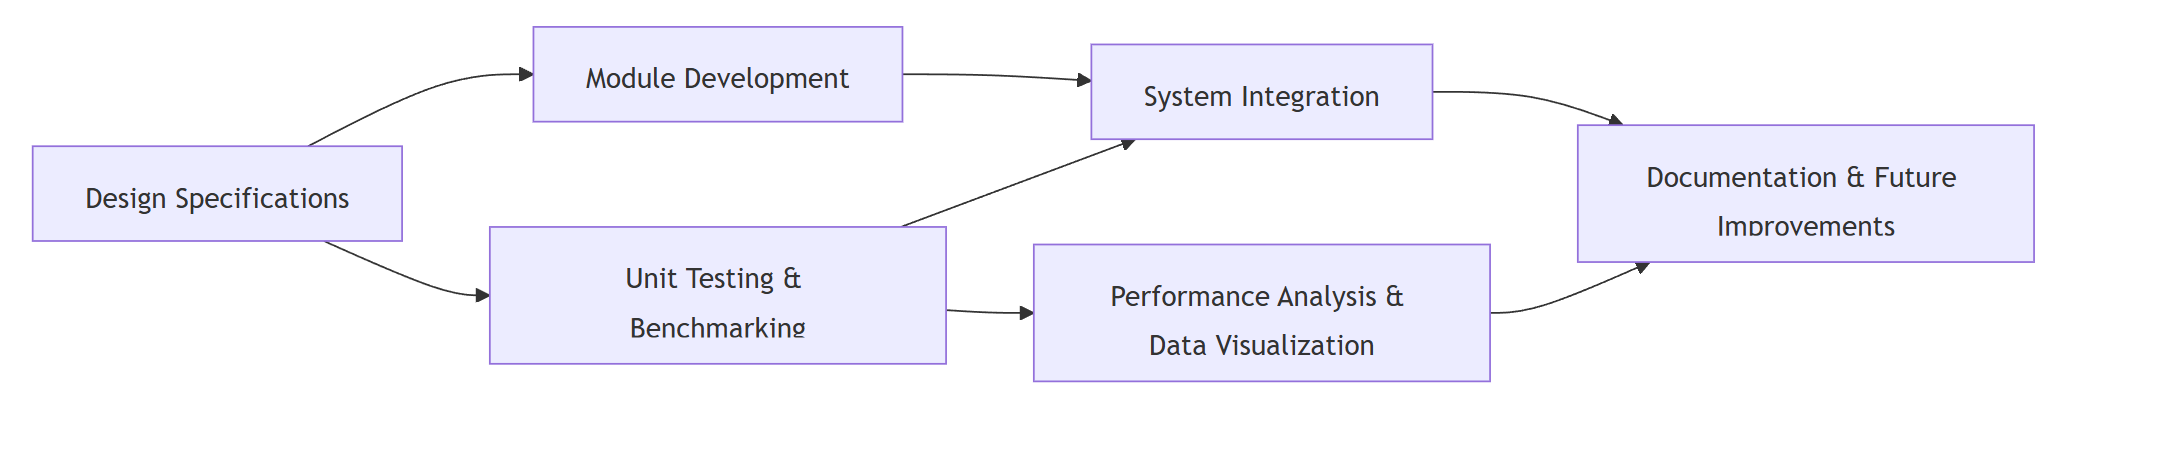 Module Development
System Integration
Design Specifications
Documentation & Future
Improvements
Unit Testing &
Benchmarking
Performance Analysis &
Data Visualization